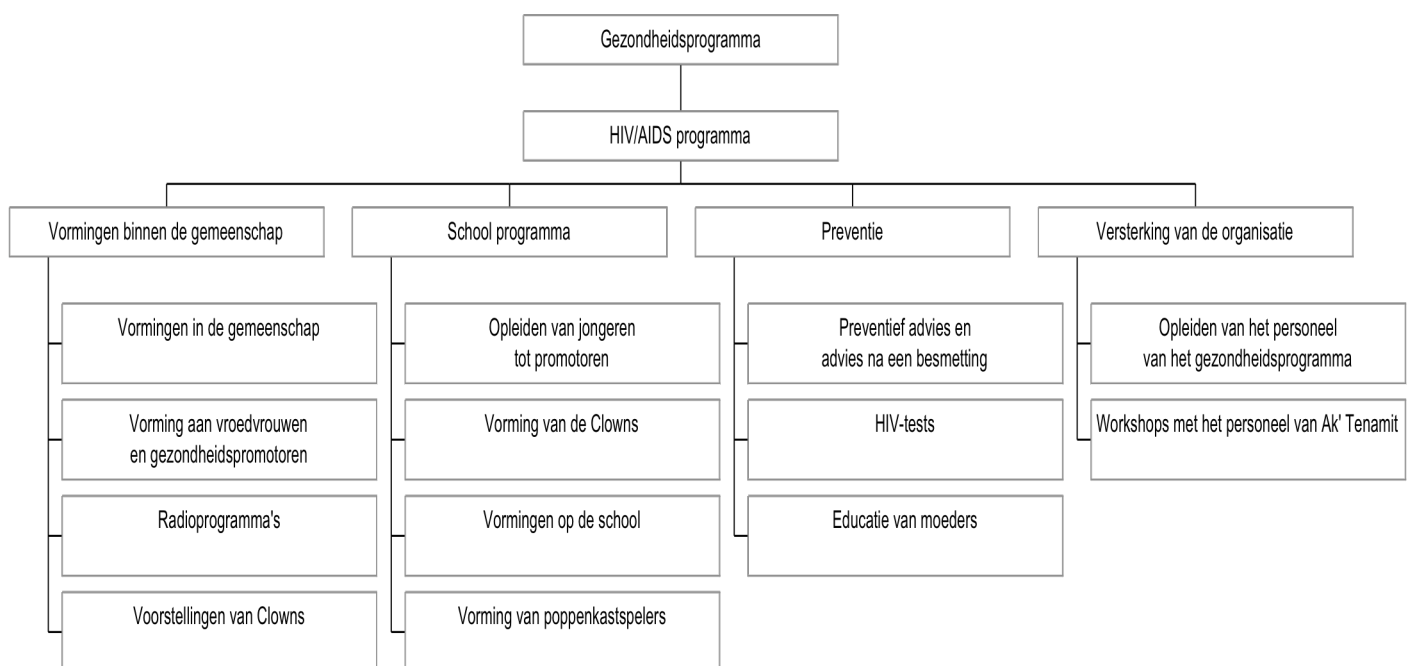 Gezondheidsprogramma
HIV/AIDS programma
Vormingen binnen de gemeenschap
Vormingen in de gemeenschap
Vorming aan vroedvrouwen
en gezondheidspromotoren
Radioprogramma's
Voorstellingen van Clowns
School programma
Opleiden van jongeren
tot promotoren
Vorming van de Clowns
Vormingen op de school
Vorming van poppenkastspelers
Preventie
Preventief advies en
advies na een besmetting
HIV-tests
Educatie van moeders
Versterking van de organisatie
Opleiden van het personeel
van het gezondheidsprogramma
Workshops met het personeel van Ak' Tenamit